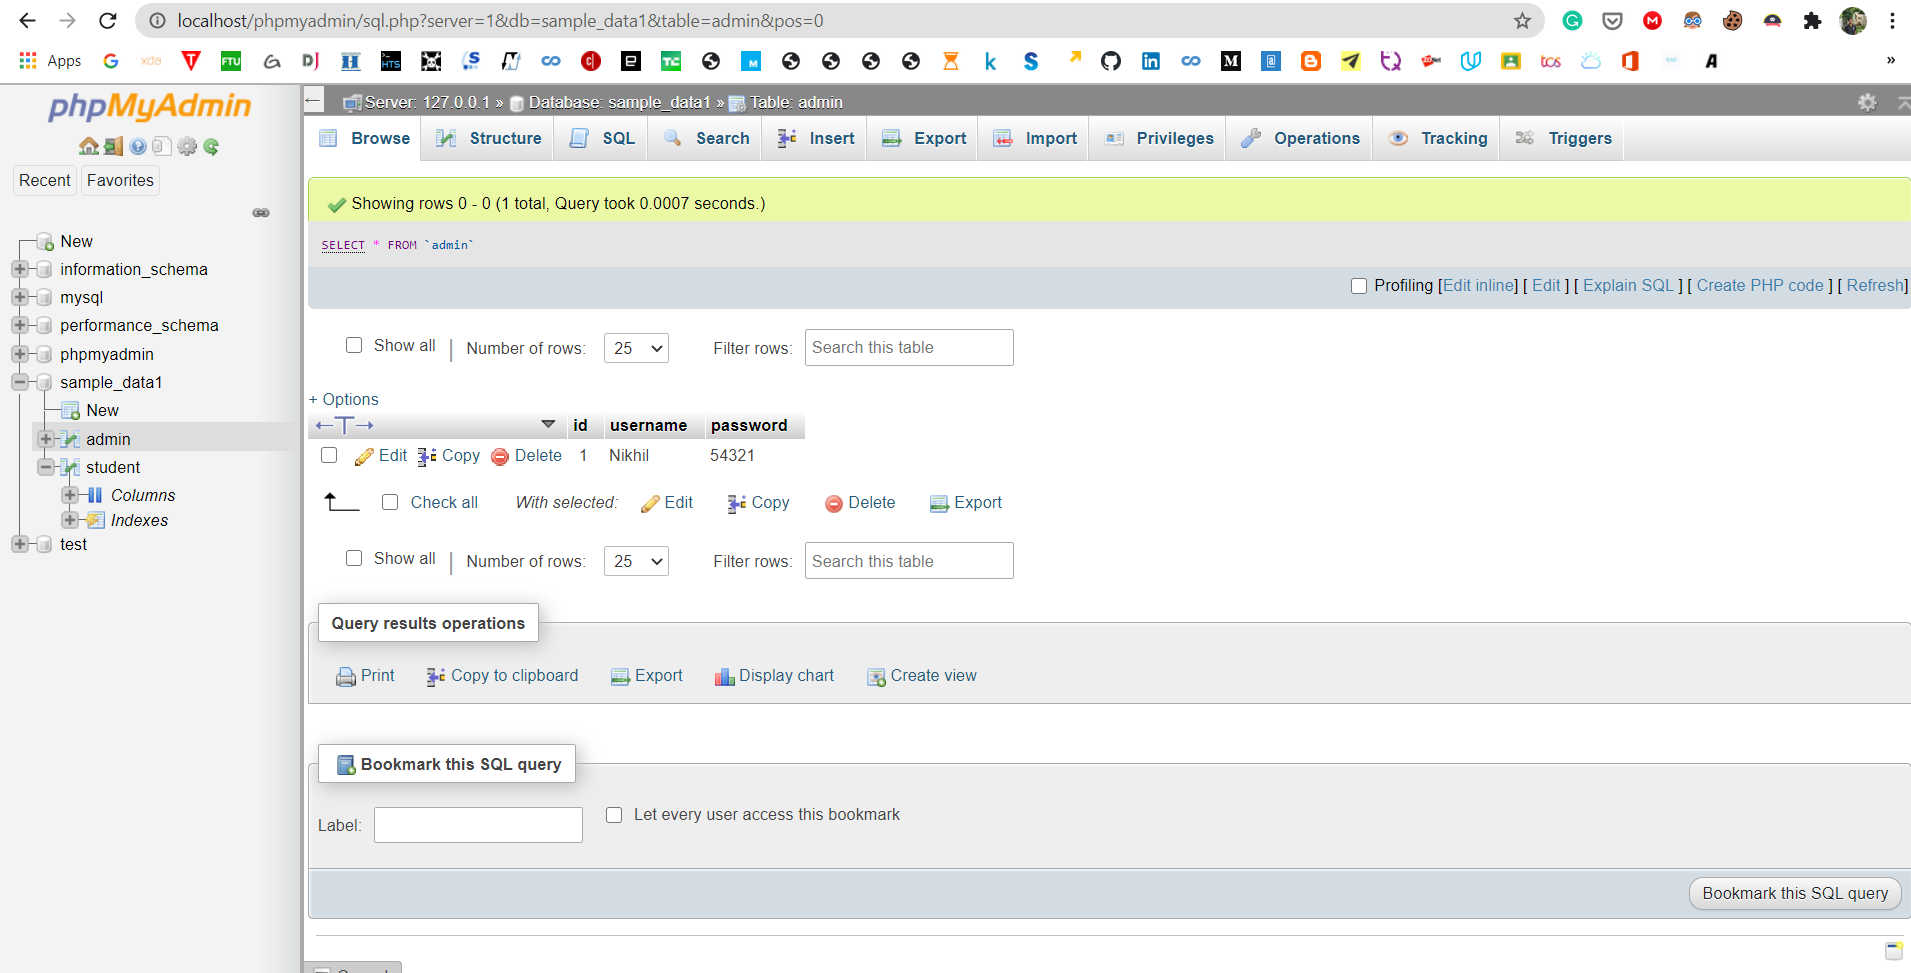 localhost/phpmyadmin/sql.php?server=1&db=sample_data1&table=admin&pos=0
Apps
phpMyAdmin
Recent Favorites
New
information_schema
mysql
performance_schema
phpmyadmin
sample_data1
New
admin
student
Columns
Indexes
test
Server: 127.0.0.1 » Database: sample_data1 » Table: admin
Browse Structure SQL Search Insert Export Import Privileges Operations Tracking Triggers
Showing rows 0 - 0 (1 total, Query took 0.0007 seconds.)
SELECT * FROM `admin`
Profiling [Edit inline] [ Edit ] [ Explain SQL ] [ Create PHP code ] [ Refresh]
Show all | Number of rows: 25 Filter rows: Search this table
+ Options
←T→ id username password
Edit Copy Delete 1 Nikhil 54321
Check all With selected: Edit Copy Delete Export
Show all | Number of rows: 25 Filter rows: Search this table
Query results operations
Print Copy to clipboard Export Display chart Create view
Bookmark this SQL query
Label: Let every user access this bookmark
Bookmark this SQL query